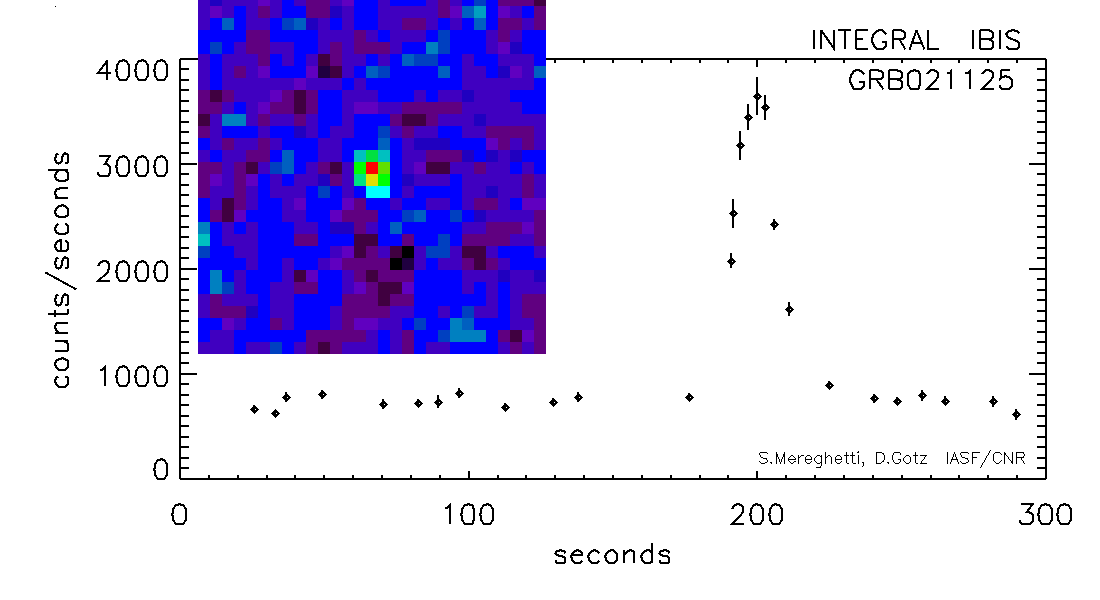 INTEGRAL IBIS
GRB021125
4000
3000
2000
1000
0
counts/seconds
S.Mereghetti, D.Gotz IASF/CNR
0 100 200 300
seconds